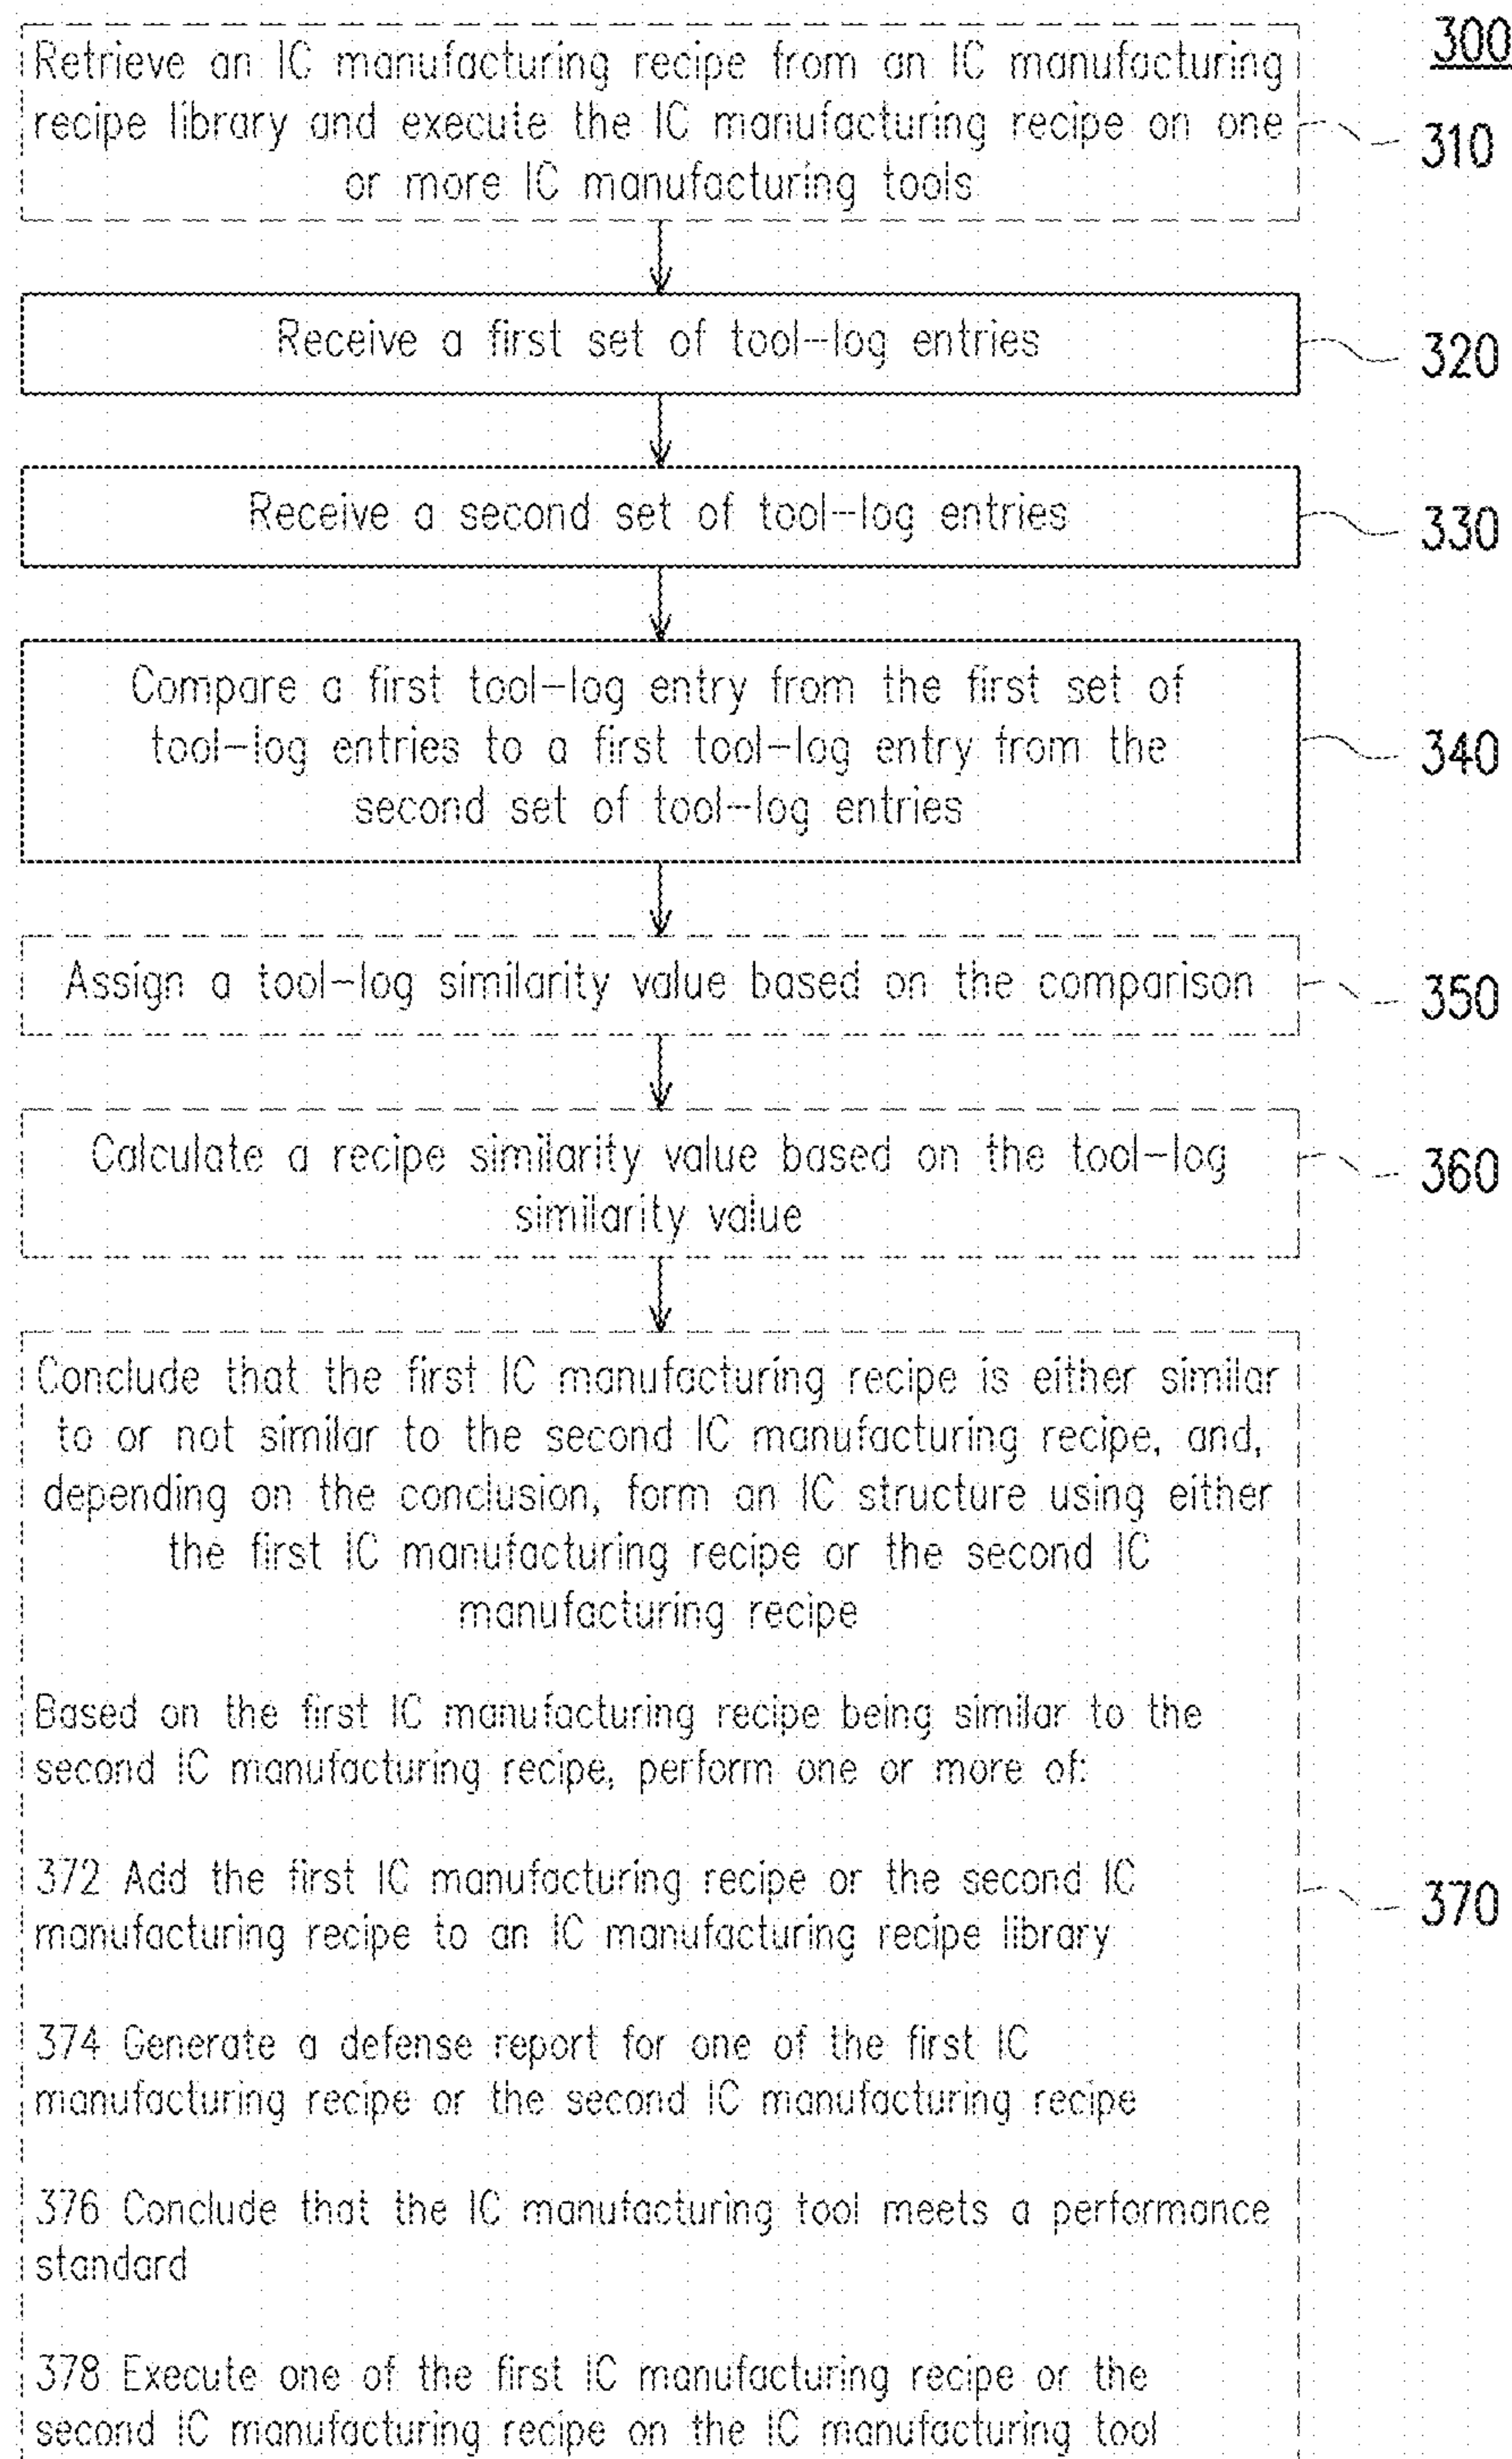 300
Retrieve an IC manufacturing recipe from an IC manufacturing
recipe library and execute the IC manufacturing recipe on one
or more IC manufacturing tools
310
Receive a first set of tool-log entries
320
Receive a second set of tool-log entries
330
Compare a first tool-log entry from the first set of
tool-log entries to a first tool-log entry from the
second set of tool-log entries
340
Assign a tool-log similarity value based on the comparison
350
Calculate a recipe similarity value based on the tool-log
similarity value
360
Conclude that the first IC manufacturing recipe is either similar
to or not similar to the second IC manufacturing recipe, and,
depending on the conclusion, form an IC structure using either
the first IC manufacturing recipe or the second IC
manufacturing recipe
Based on the first IC manufacturing recipe being similar to the
second IC manufacturing recipe, perform one or more of:
372 Add the first IC manufacturing recipe or the second IC
manufacturing recipe to an IC manufacturing recipe library
370
374 Generate a defense report for one of the first IC
manufacturing recipe or the second IC manufacturing recipe
376 Conclude that the IC manufacturing tool meets a performance
standard
378 Execute one of the first IC manufacturing recipe or the
second IC manufacturing recipe on the IC manufacturing tool